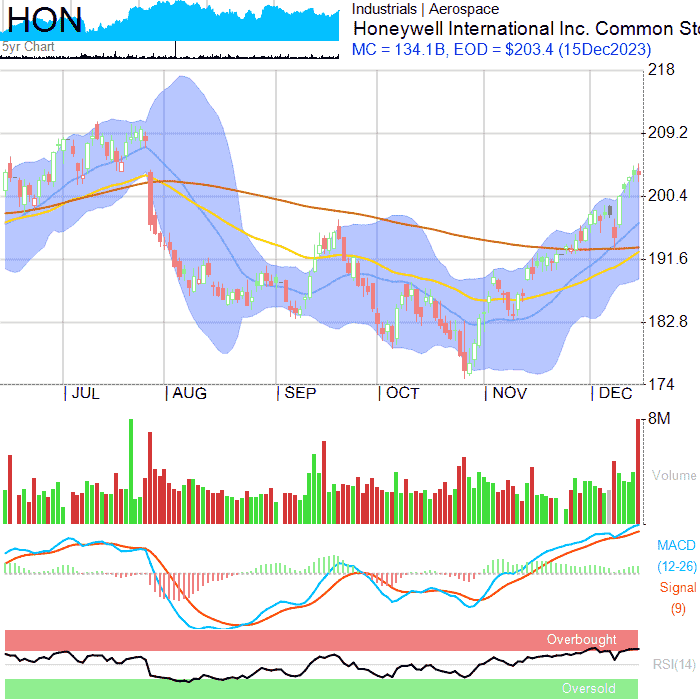 HON
5yr Chart
Industrials | Aerospace
Honeywell International Inc. Common Sto
MC = 134.1B, EOD = $203.4 (15Dec2023)
218
209.2
200.4
191.6
182.8
174
| JUL | AUG | SEP | OCT | NOV | DEC
8M
Volume
MACD
(12-26)
Signal
(9)
Overbought
RSI(14)
Oversold